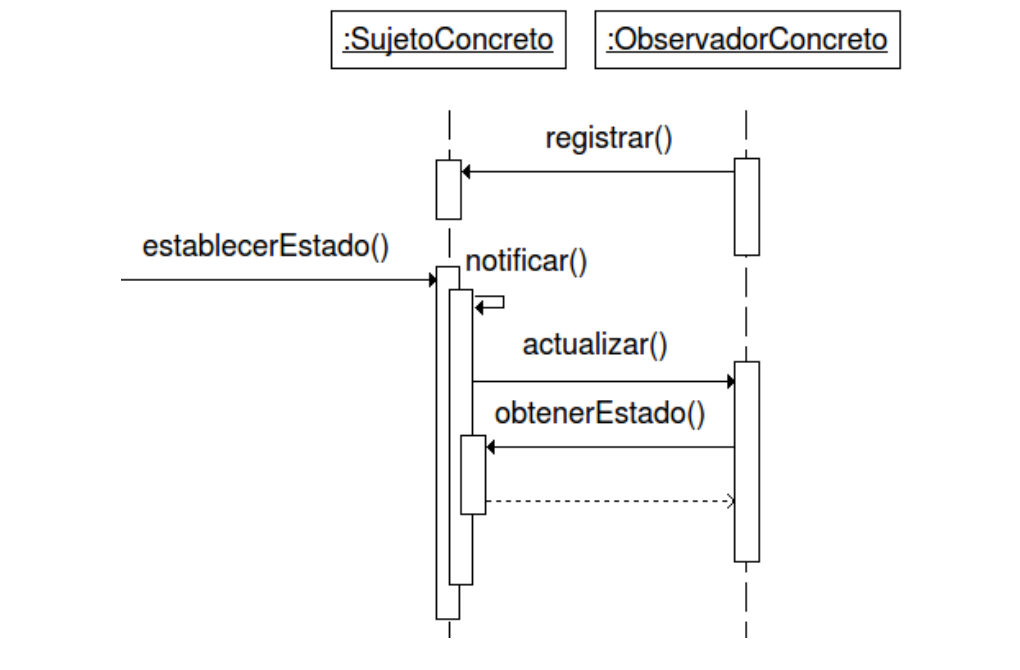 :SujetoConcreto
:ObservadorConcreto
registrar()
establecerEstado()
notificar()
actualizar()
obtenerEstado()